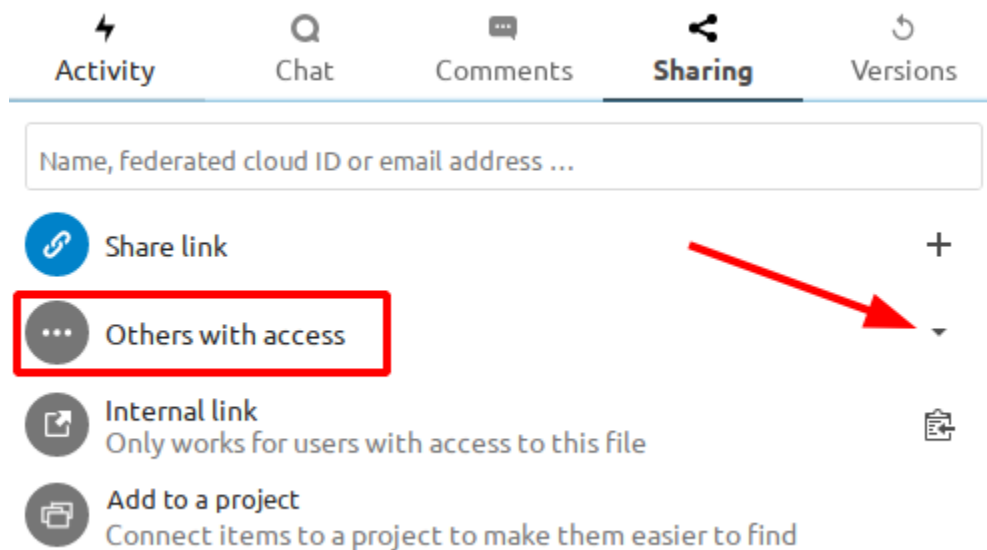 Activity Chat Comments Sharing Versions
Name, federated cloud ID or email address ...
Share link
Others with access
Internal link
Only works for users with access to this file
Add to a project
Connect items to a project to make them easier to find